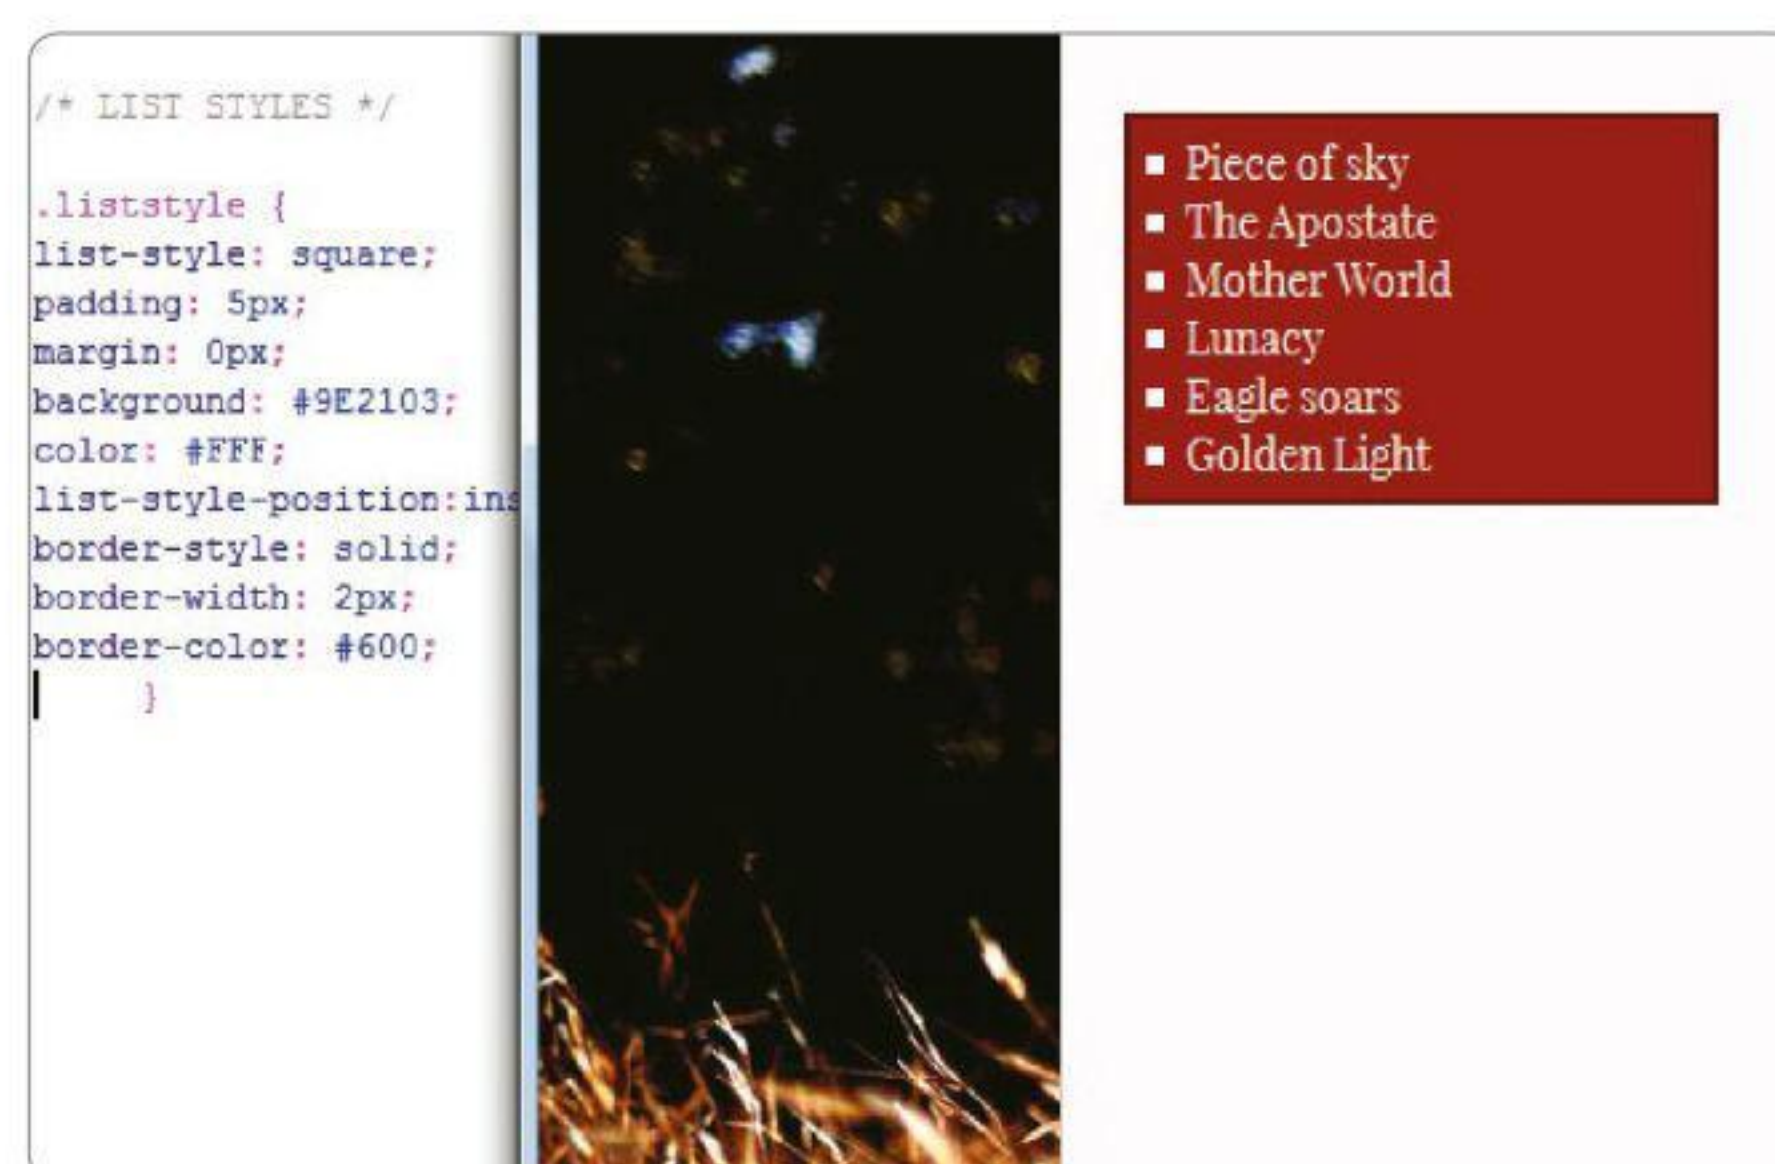 /* LIST STYLES */
.liststyle {
list-style: square;
padding: 5px;
margin: 0px;
background: #9E2103;
color: #FFF;
list-style-position:ins
border-style: solid;
border-width: 2px;
border-color: #600;
}
Piece of sky
The Apostate
Mother World
Lunacy
Eagle soars
Golden Light